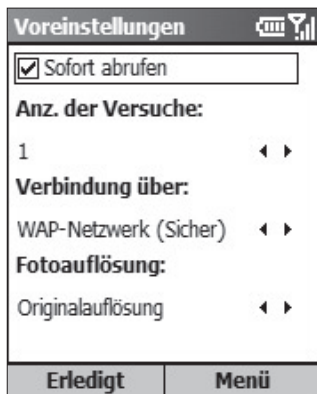 Voreinstellungen
Sofort abrufen
Anz. der Versuche:
1
Verbindung über:
WAP-Netzwerk (Sicher)
Fotoauflösung:
Originalauflösung
Erledigt Menü